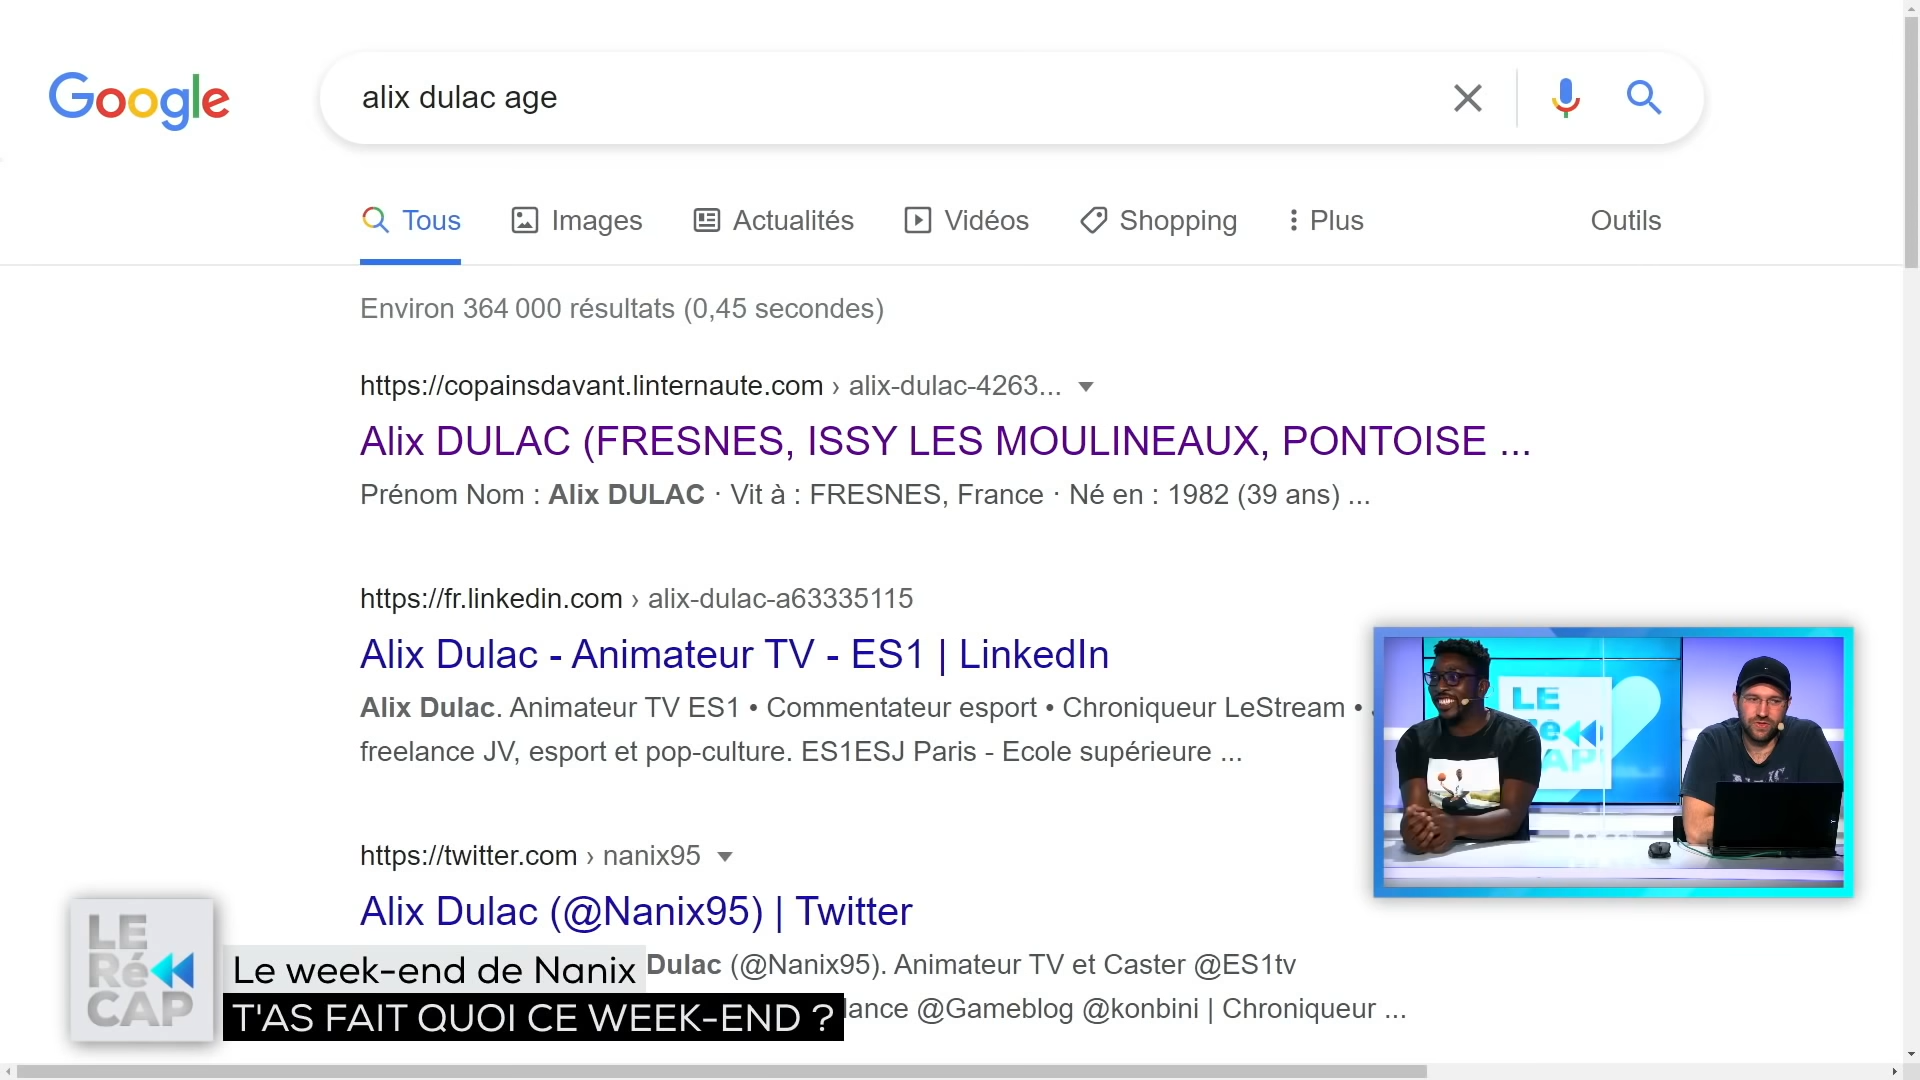 Google
alix dulac age
Tous
Images
Actualités
Vidéos
Shopping
Plus
Outils
Environ 364 000 résultats (0,45 secondes)
https://copainsdavant.linternaute.com › alix-dulac-4263...
Alix DULAC (FRESNES, ISSY LES MOULINEAUX, PONTOISE ...
Prénom Nom : Alix DULAC · Vit à : FRESNES, France · Né en : 1982 (39 ans) ...
https://fr.linkedin.com › alix-dulac-a63335115
Alix Dulac - Animateur TV - ES1 | LinkedIn
Alix Dulac. Animateur TV ES1 • Commentateur esport • Chroniqueur LeStream •
freelance JV, esport et pop-culture. ES1ESJ Paris - Ecole supérieure ...
https://twitter.com › nanix95
Alix Dulac (@Nanix95) | Twitter
Dulac (@Nanix95). Animateur TV et Caster @ES1tv
lance @Gameblog @konbini | Chroniqueur ...
LE
Ré
CAP
Le week-end de Nanix
T'AS FAIT QUOI CE WEEK-END ?
LE
Ré
CAP